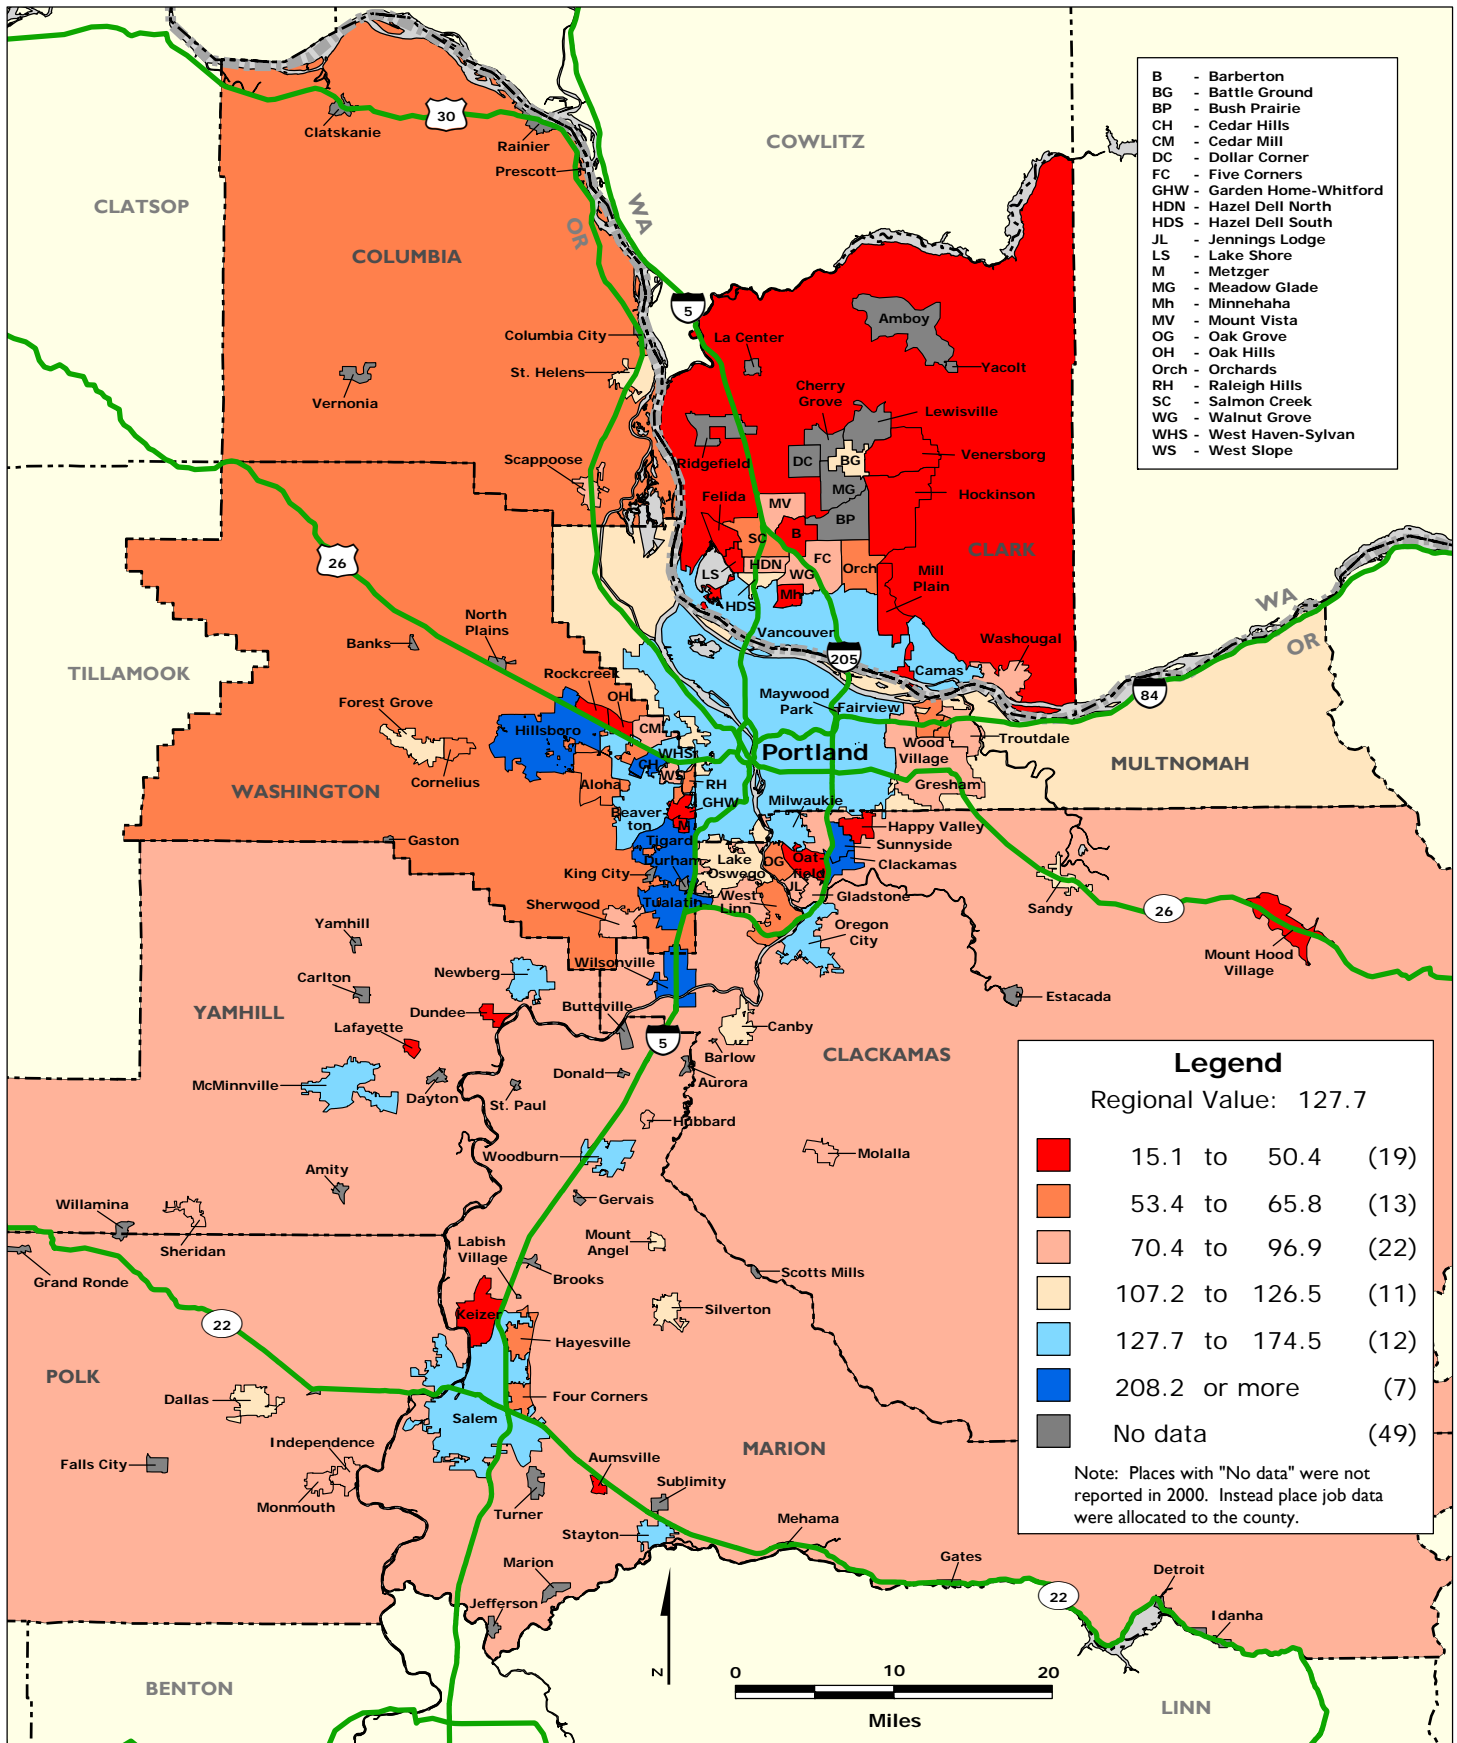 B - Barberton
BG - Battle Ground
BP - Bush Prairie
CH - Cedar Hills
CM - Cedar Mill
DC - Dollar Corner
FC - Five Corners
GHW - Garden Home-Whitford
HDN - Hazel Dell North
HDS - Hazel Dell South
JL - Jennings Lodge
LS - Lake Shore
M - Metzger
MG - Meadow Glade
Mh - Minnehaha
MV - Mount Vista
OG - Oak Grove
OH - Oak Hills
Orch - Orchards
RH - Raleigh Hills
SC - Salmon Creek
WG - Walnut Grove
WHS - West Haven-Sylvan
WS - West Slope
30
Clatskanie
Rainier
Prescott
COWLITZ
CLATSOP
WA
OR
COLUMBIA
5
Columbia City
La Center
Amboy
Yacolt
St. Helens
Vernonia
Cherry
Grove
Lewisville
Scappoose
Ridgefield
DC
BG
Venersborg
MG
Hockinson
Felida
MV
BP
SC
B
CLARK
26
HDN
FC
Orch
LS
WG
Mill
Plain
Mh
HDS
WA
OR
Vancouver
North
Plains
Banks
Washougal
205
TILLAMOOK
Rockcreek
Camas
84
OH
Maywood
Park
Fairview
Forest Grove
Hillsboro
CM
Troutdale
WHS
Portland
Wood
Village
CH
MULTNOMAH
WS
Cornelius
Aloha
RH
Gresham
WASHINGTON
GHW
Milwaukie
Beaver-
ton
M
Happy Valley
Gaston
Tigard
Sunnyside
Durham
Lake
Oswego
OG
Oat-
field
Clackamas
King City
JL
Gladstone
Sherwood
Tualatin
West
Linn
Sandy
26
Yamhill
Oregon
City
Mount Hood
Village
Wilsonville
Newberg
Carlton
Estacada
YAMHILL
Dundee
Butteville
Lafayette
Canby
5
CLACKAMAS
Barlow
McMinnville
Donald
Aurora
Dayton
St. Paul
Hubbard
Molalla
Woodburn
Amity
Gervais
Willamina
Sheridan
Mount
Angel
Labish
Village
Grand Ronde
Brooks
Scotts Mills
Keizer
Silverton
22
Hayesville
POLK
Dallas
Four Corners
Salem
Independence
MARION
Falls City
Aumsville
Monmouth
Sublimity
Turner
Stayton
Mehama
Marion
Gates
Detroit
22
Jefferson
Idanha
BENTON
LINN
Legend
Regional Value: 127.7
15.1 to 50.4 (19)
53.4 to 65.8 (13)
70.4 to 96.9 (22)
107.2 to 126.5 (11)
127.7 to 174.5 (12)
208.2 or more (7)
No data (49)
Note: Places with "No data" were not
reported in 2000. Instead place job data
were allocated to the county.
N
0 10 20
Miles